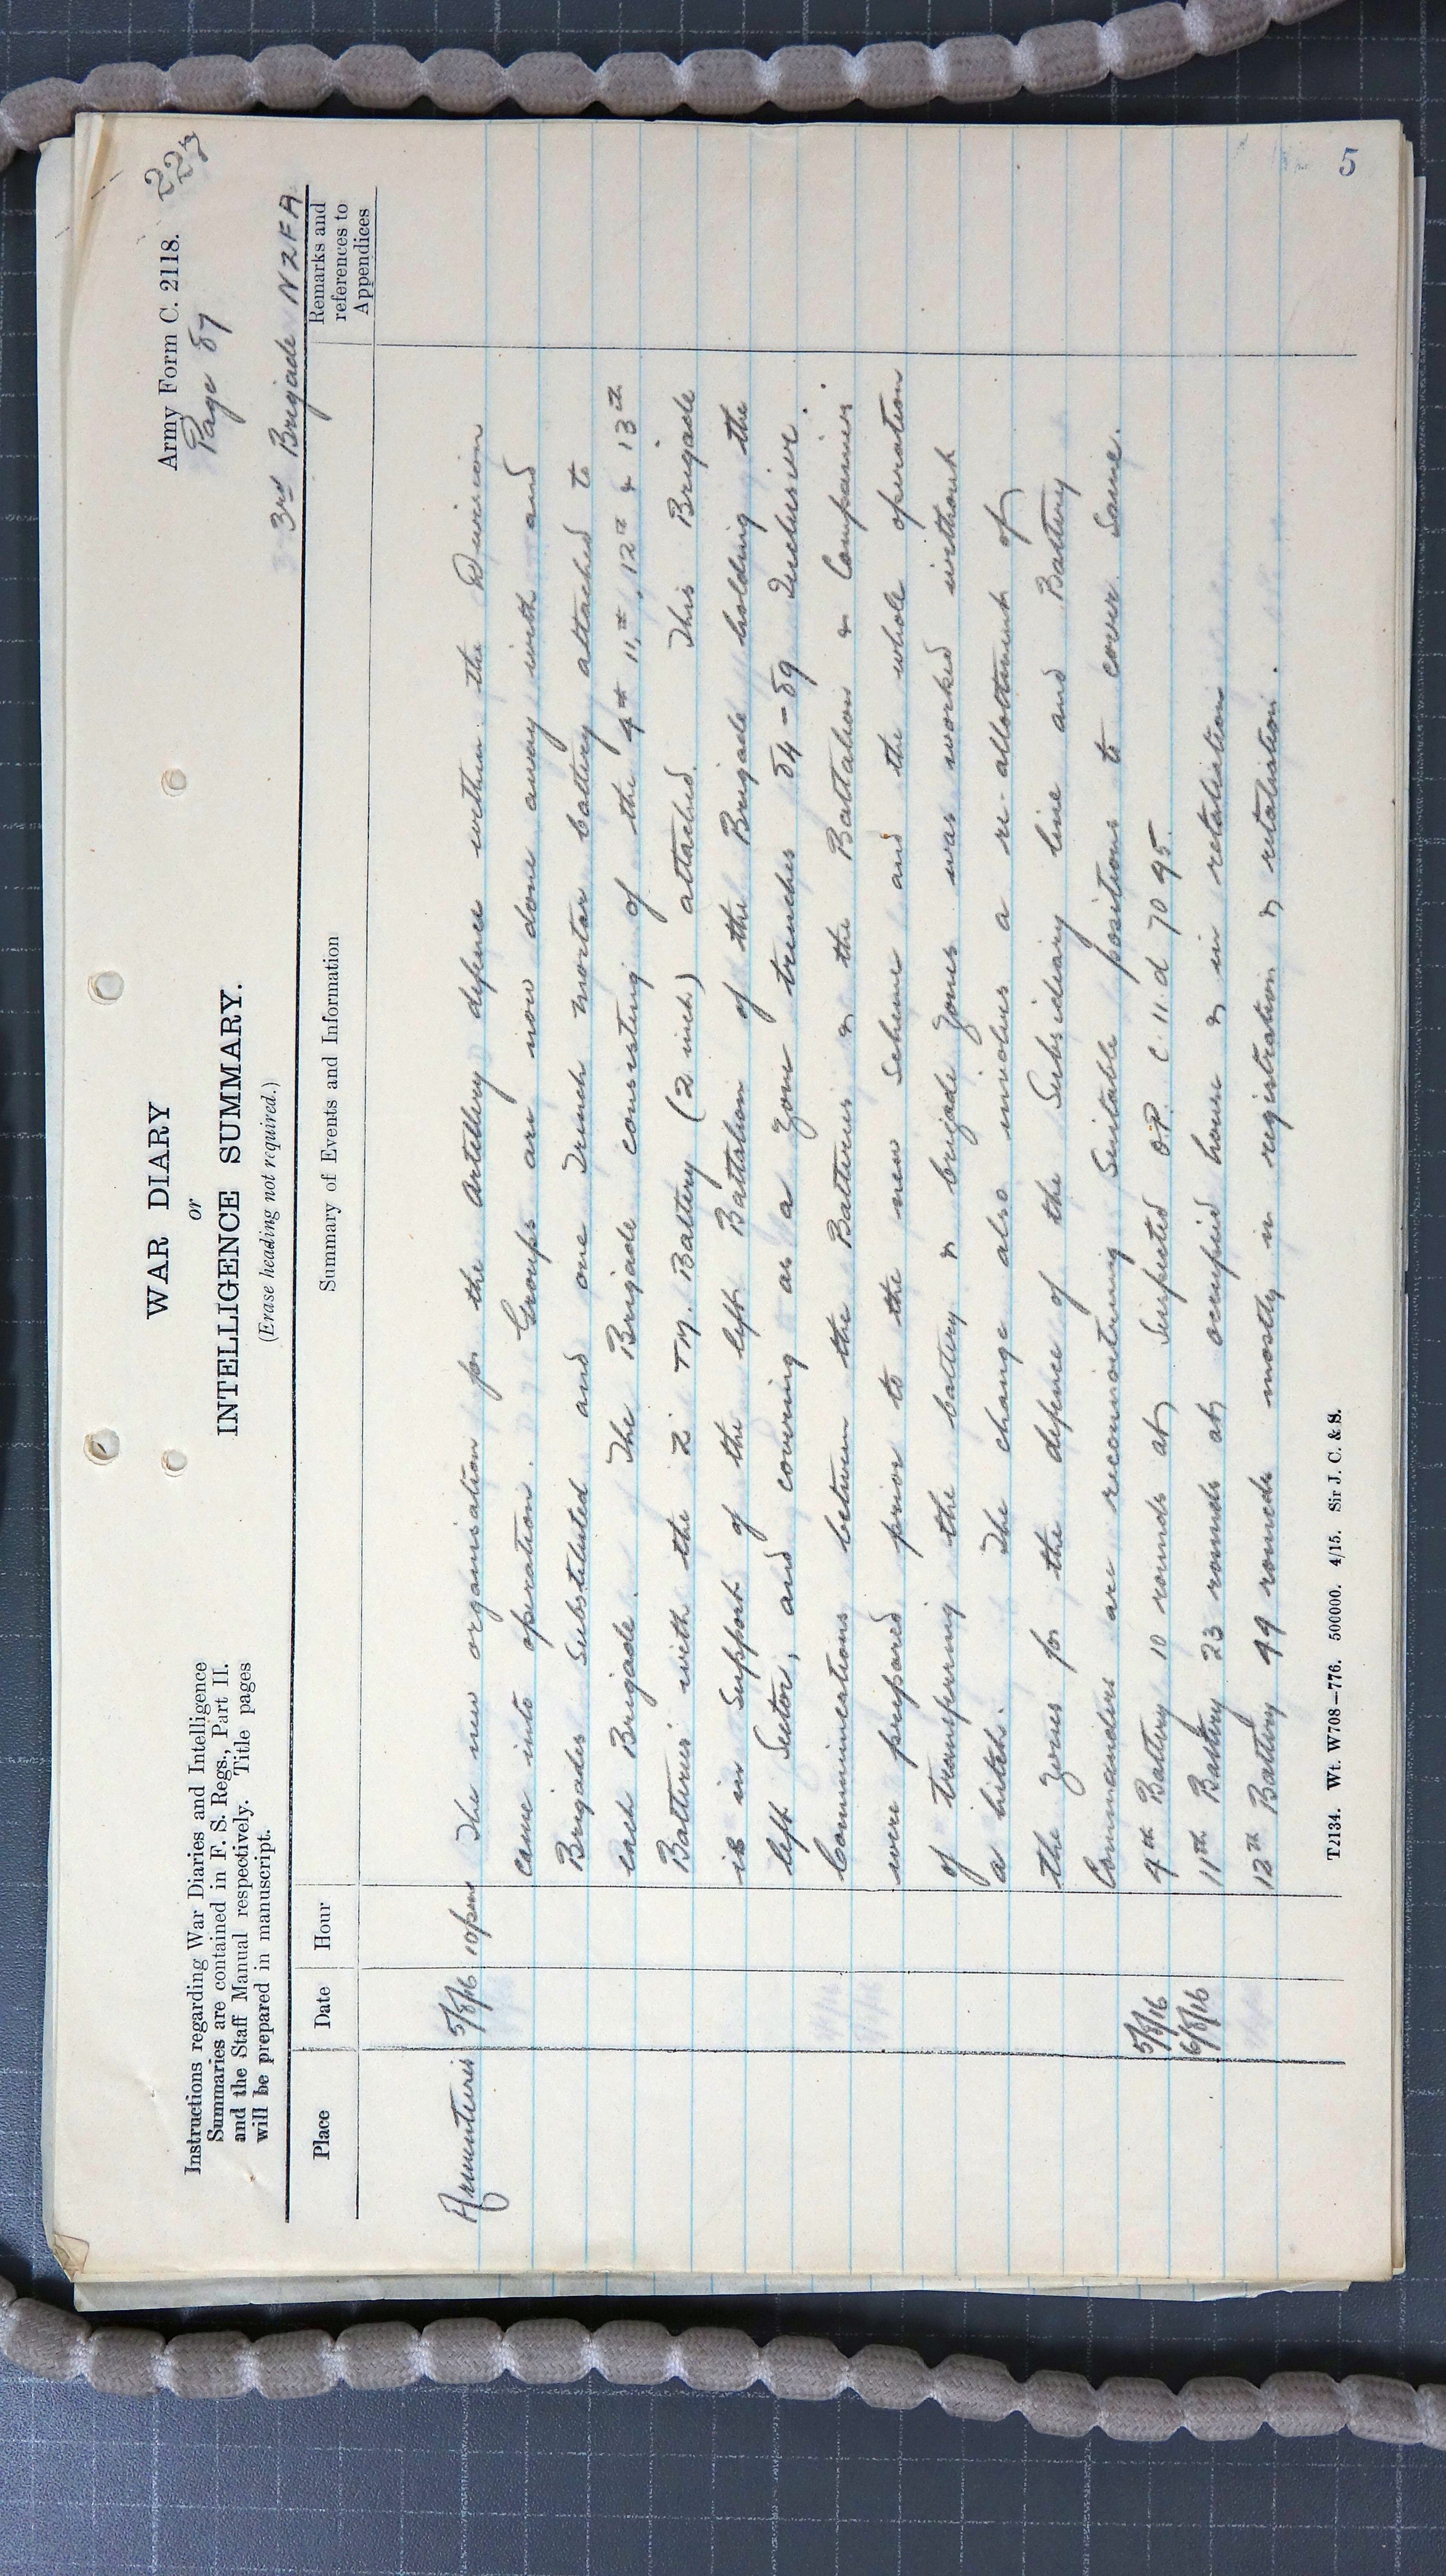 Army Form C. 2118.
227
Page 87
WAR DIARY
or
INTELLIGENCE SUMMARY.
(Erase heading not required.)
3rd Brigade NZFA
Instructions regarding War Diaries and Intelligence
Summaries are contained in F. S. Regs., Part II.
and the Staff Manual respectively. Title pages
will be prepared in manuscript.
Place Date Hour Summary of Events and Information Remarks and
references to
Appendices
Armentieres 5/8/16 10pm The new organisation for the artillery defence within the Division
came into operation. Groups are now done away with and
Brigades Substituted and one Trench mortar battery attached to
each Brigade. The Brigade consisting of the 4th 11th, 12th & 13th
Batteries with the Z TM. Battery (2 inch) attached. This Brigade
is in Support of the left Battalion of the Brigade holding the
left Sector, and covering as a Zone trenches 84-89 Inclusive.
Communications between the Batteries & the Battalion & Companies
were prepared prior to the new Scheme and the whole operation
of transferring the battery & brigade Zones was worked without
a hitch. The change also involves a re-allottment of
the Zones for the defence of the Subsidiary line and Battery
Commanders are reconnoitring Suitable positions to cover Same.
5/8/16 4th Battery 10 rounds at Suspected O.P. C.11.d 70 95
6/8/16 11th Battery 23 rounds at occupied house & in retaliation
12th Battery 49 rounds mostly in registration & retaliation.
T2134. Wt. W708—776. 500000. 4/15. Sir J. C. & S.
5